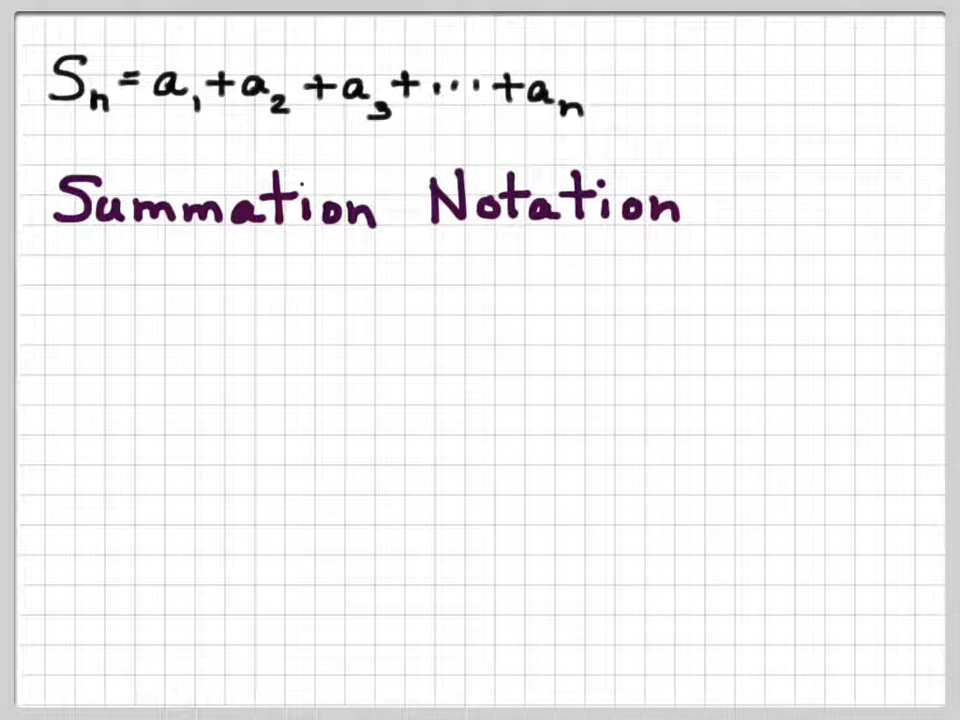 Sₙ = a₁ + a₂ + a₃ + ⋯ + aₙ
Summation Notation